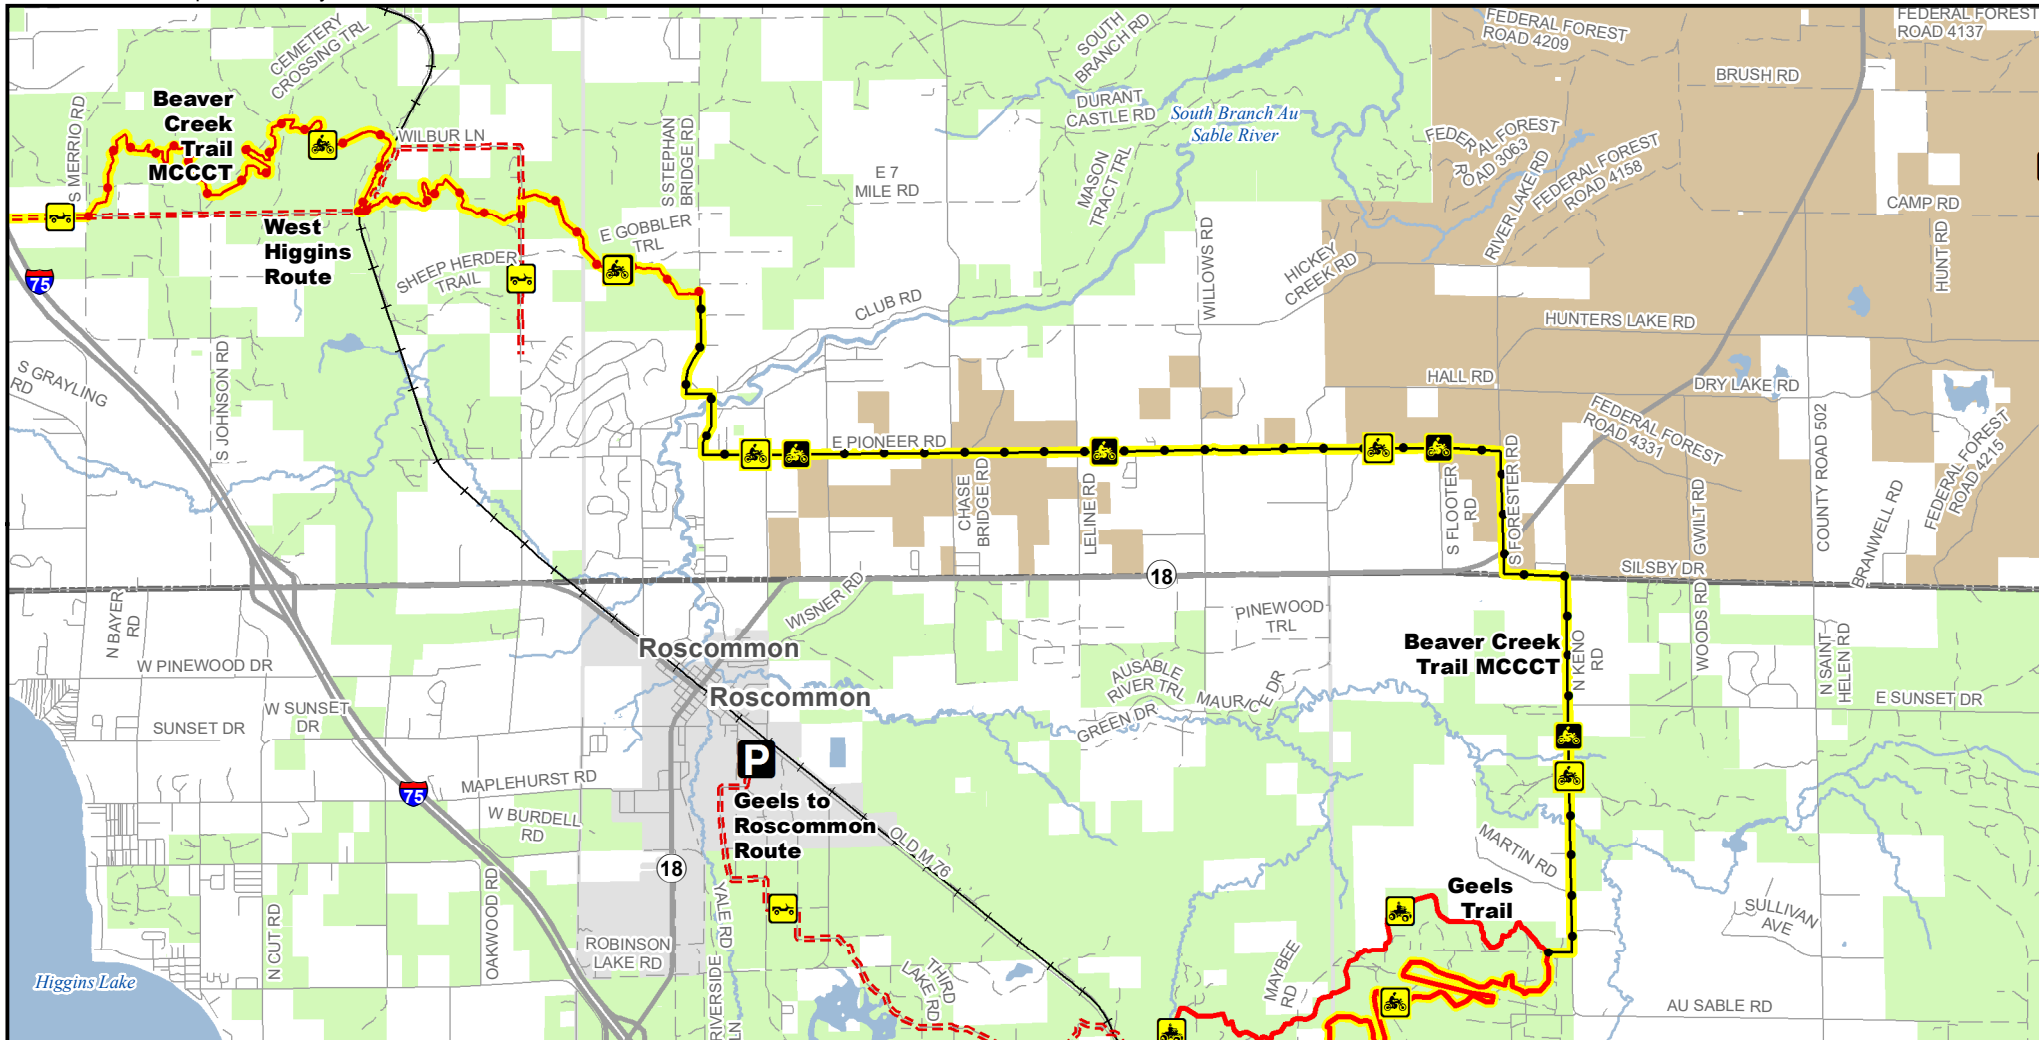 CEMETERY
CROSSING TRL
SOUTH
BRANCH RD
FEDERAL FOREST
ROAD 4209
FEDERAL FOREST
ROAD 4137
BRUSH RD
S MERRIO RD
Beaver
Creek
Trail
MCCCT
WILBUR LN
S STEPHAN
BRIDGE RD
DURANT
CASTLE RD
South Branch Au
Sable River
FEDERAL FOREST
ROAD 3063
RIVER LAKE RD
FEDERAL FOREST
ROAD 4158
E 7
MILE RD
MASON
TRACT TRL
CAMP RD
HUNT RD
West
Higgins
Route
E GOBBLER
TRL
SHEEP HERDER
TRAIL
WILLOWS RD
HICKEY
CREEK RD
75
CLUB RD
HUNTERS LAKE RD
S GRAYLING
RD
S JOHNSON RD
HALL RD
DRY LAKE RD
FEDERAL FOREST
ROAD 4331
COUNTY ROAD 502
FEDERAL FOREST
ROAD 4215
E PIONEER RD
CHASE
BRIDGE RD
LELINE RD
S FLOOTER
RD
S FORESTER RD
GWILT RD
BRANWELL RD
18
SILSBY DR
N BAYER
RD
WISNER RD
PINEWOOD
TRL
WOODS RD
Roscommon
Beaver Creek
Trail MCCCT
N KENO
RD
N SAINT
HELEN RD
W PINEWOOD DR
AUSABLE
RIVER TRL
MAURICE DR
E SUNSET DR
Roscommon
W SUNSET
DR
SUNSET DR
GREEN DR
P
75
MAPLEHURST RD
Geels to
Roscommon
Route
W BURDELL
RD
OLD M 76
MARTIN RD
18
Geels
Trail
SULLIVAN
AVE
N CUT RD
OAKWOOD RD
YALE RD
ROBINSON
LAKE RD
Higgins Lake
RIVERSIDE
LN
THIRD
LAKE RD
MAYBEE
RD
AU SABLE RD